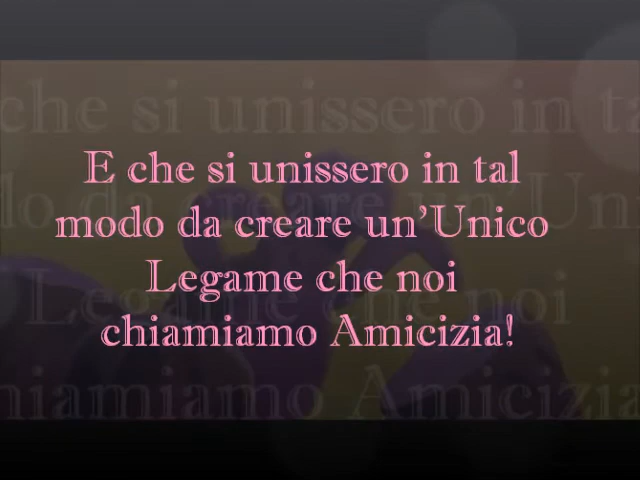 E che si unissero in tal
modo da creare un'Unico
Legame che noi
chiamiamo Amicizia!